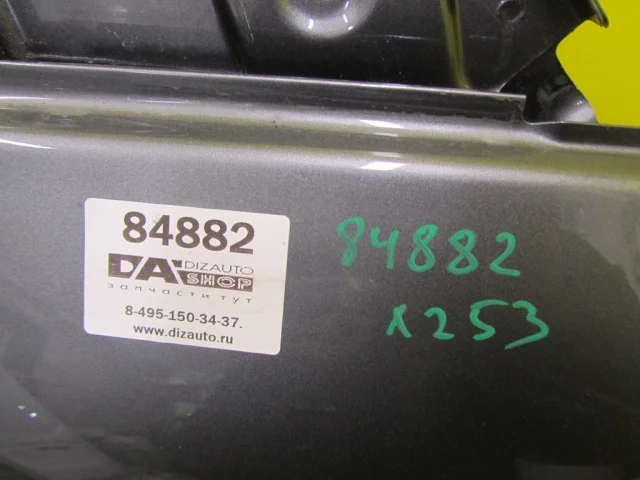 84882
DA DIZAUTO
SHOP
запчасти тут
8-495-150-34-37.
www.dizauto.ru
84882
x253